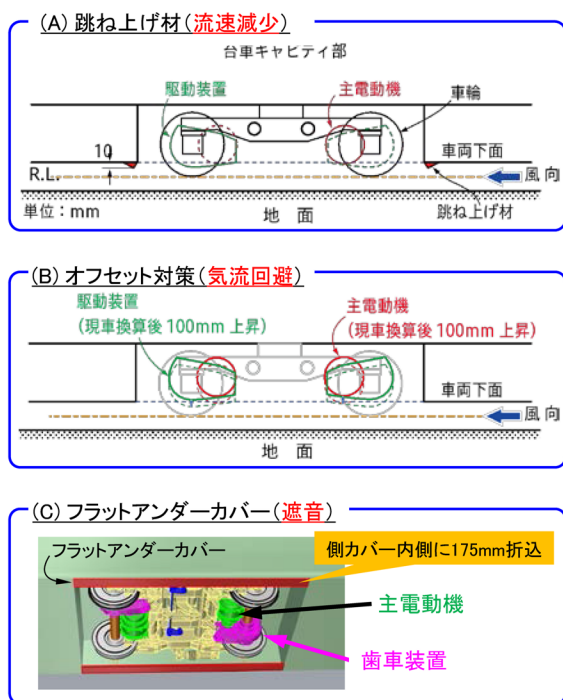 (A) 跳ね上げ材(流速減少)
台車キャビティ部
駆動装置
主電動機
車輪
10
車両下面
R.L.
風向
単位：mm
地 面
跳ね上げ材
(B) オフセット対策(気流回避)
駆動装置
(現車換算後 100mm 上昇)
主電動機
(現車換算後 100mm 上昇)
車両下面
風向
地 面
(C) フラットアンダーカバー(遮音)
フラットアンダーカバー
側カバー内側に175mm折込
主電動機
歯車装置